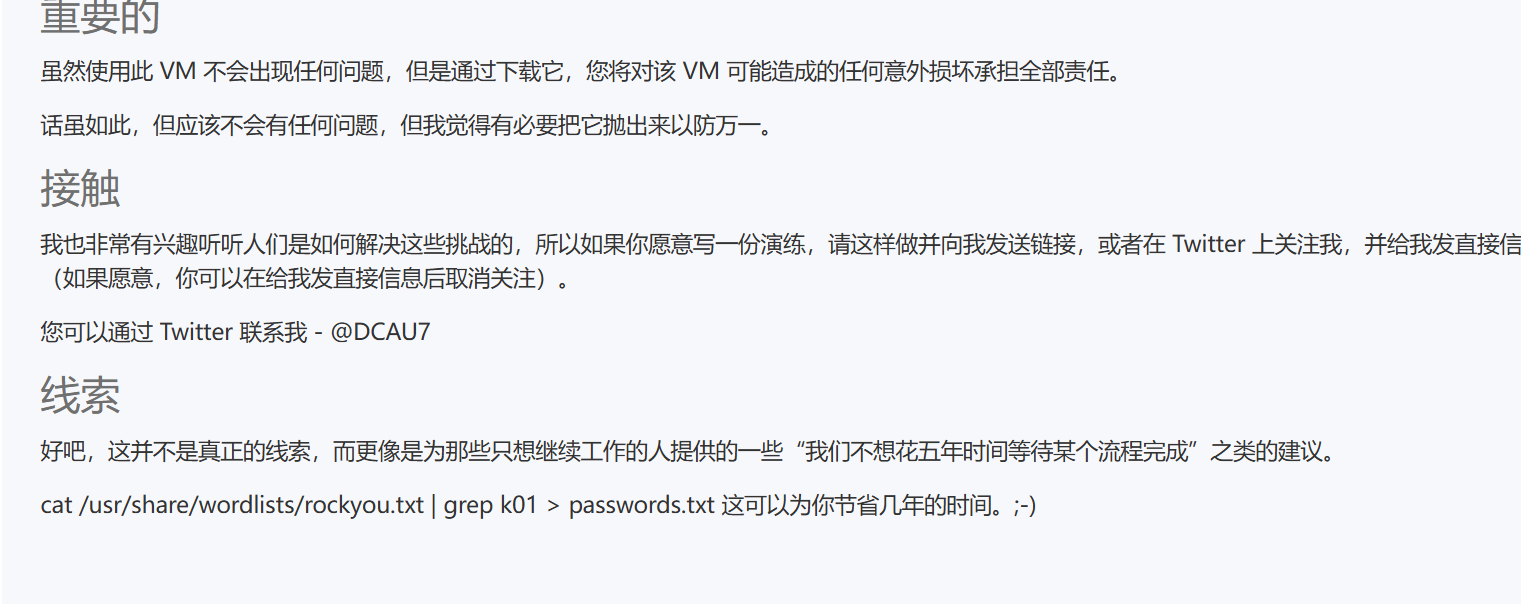 重要的
虽然使用此 VM 不会出现任何问题，但是通过下载它，您将对该 VM 可能造成的任何意外损坏承担全部责任。
话虽如此，但应该不会有任何问题，但我觉得有必要把它抛出来以防万一。
接触
我也非常有兴趣听听人们是如何解决这些挑战的，所以如果你愿意写一份演练，请这样做并向我发送链接，或者在 Twitter 上关注我，并给我发直接信
（如果愿意，你可以在给我发直接信息后取消关注）。
您可以通过 Twitter 联系我 - @DCAU7
线索
好吧，这并不是真正的线索，而更像是为那些只想继续工作的人提供的一些“我们不想花五年时间等待某个流程完成”之类的建议。
cat /usr/share/wordlists/rockyou.txt | grep k01 > passwords.txt 这可以为你节省几年的时间。;-)